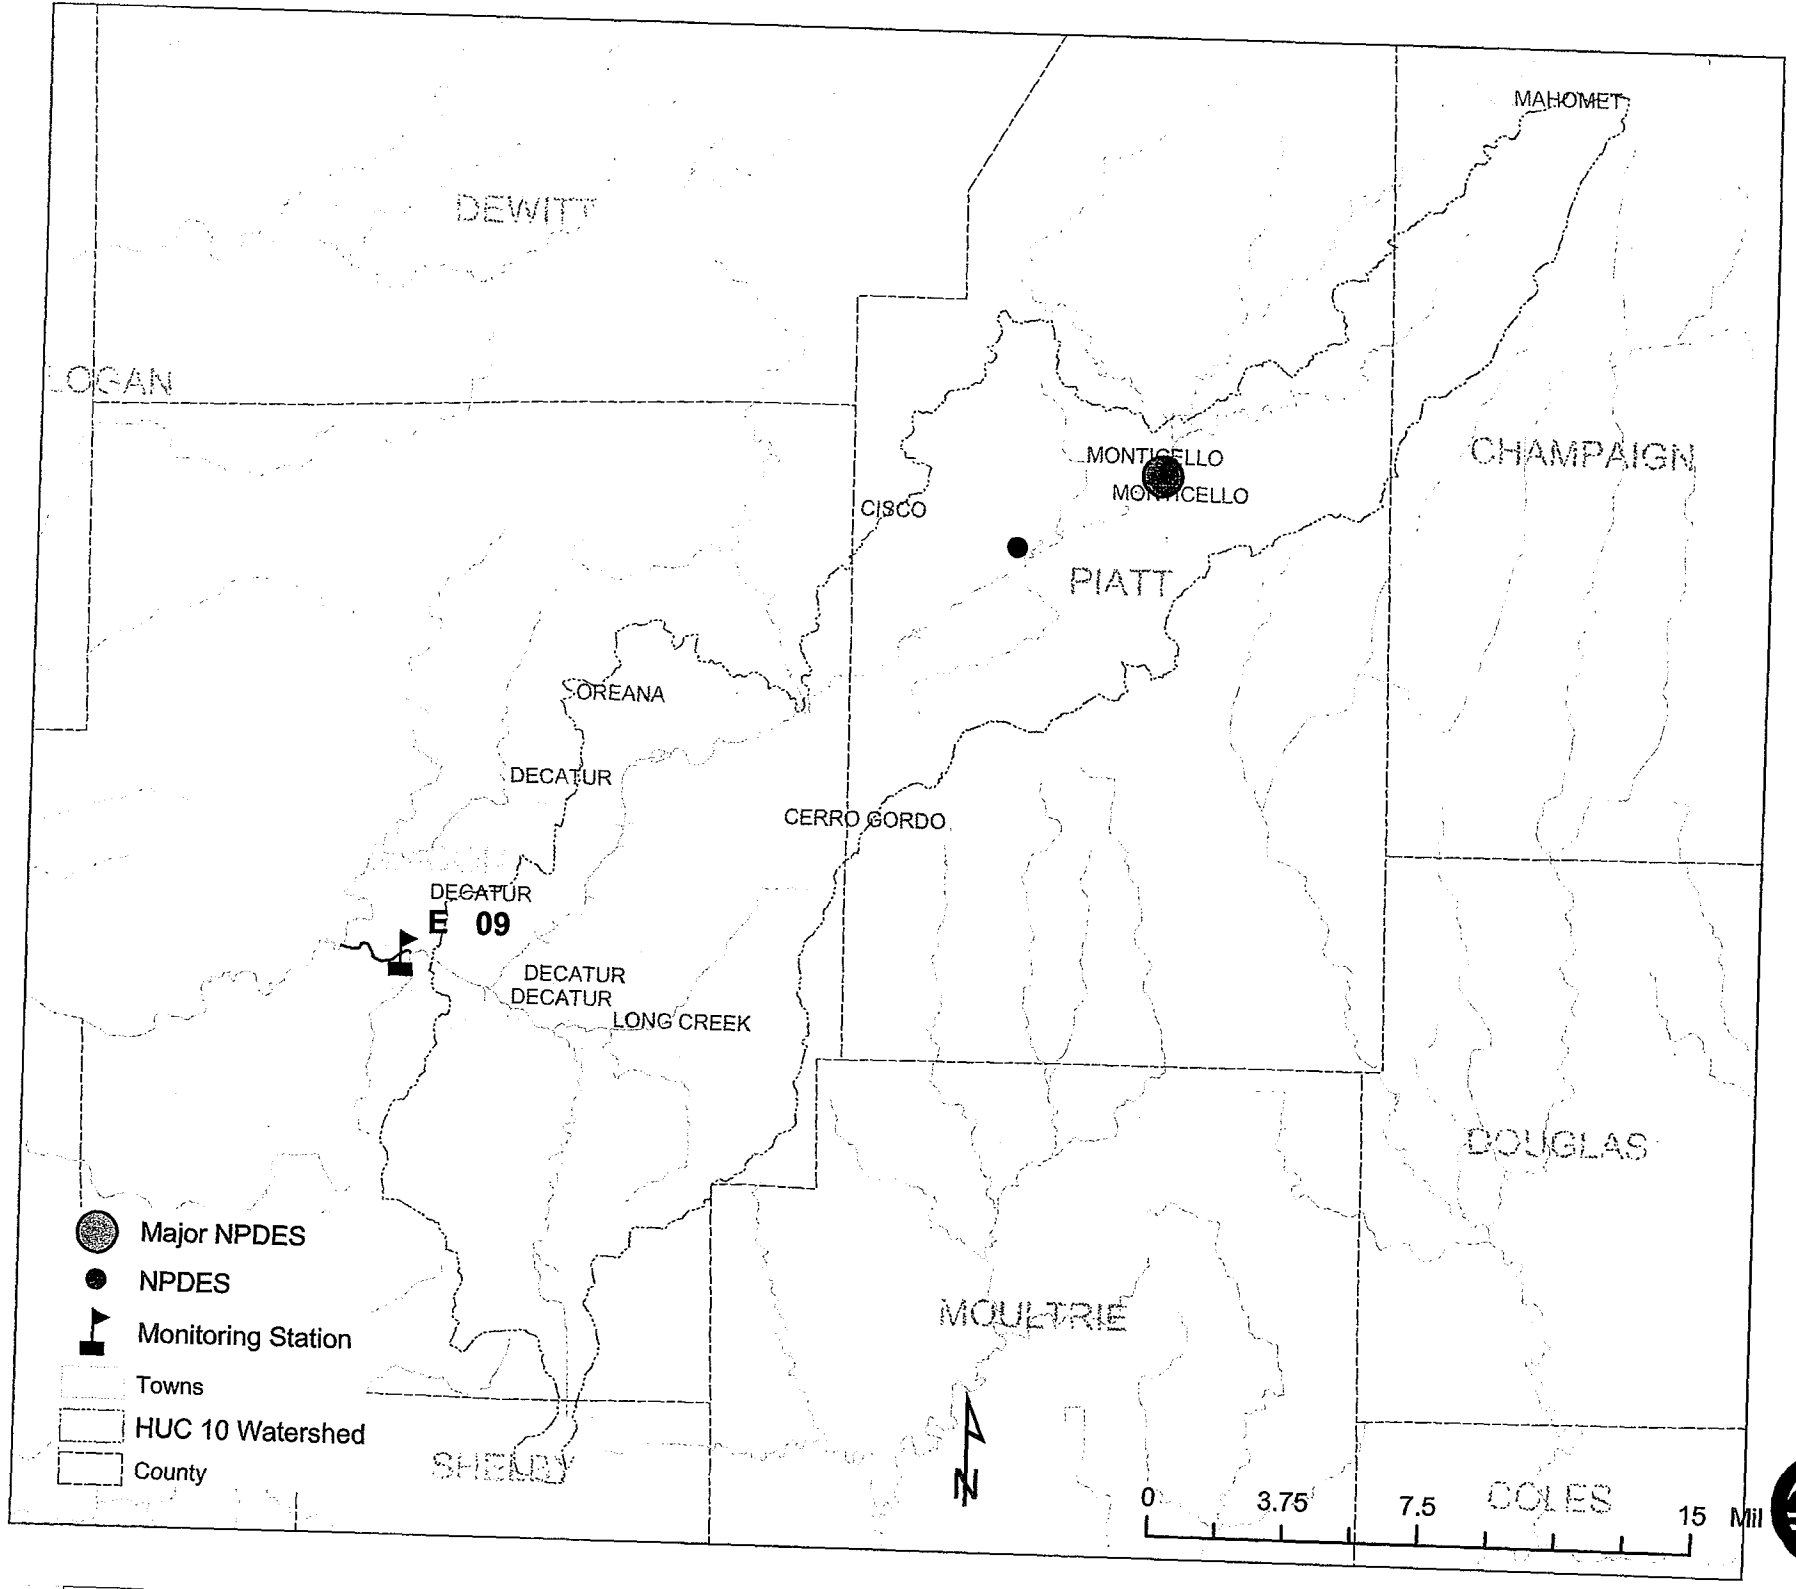 MAHOMET
DEWITT
LOGAN
MONTICELLO
CHAMPAIGN
MONTICELLO
CISCO
PIATT
OREANA
DECATUR
CERRO GORDO
DECATUR
E 09
DECATUR
DECATUR
LONG CREEK
DOUGLAS
Major NPDES
NPDES
MOULTRIE
Monitoring Station
Towns
HUC 10 Watershed
County
SHELBY
N
COLES
0 3.75 7.5 15 Mil